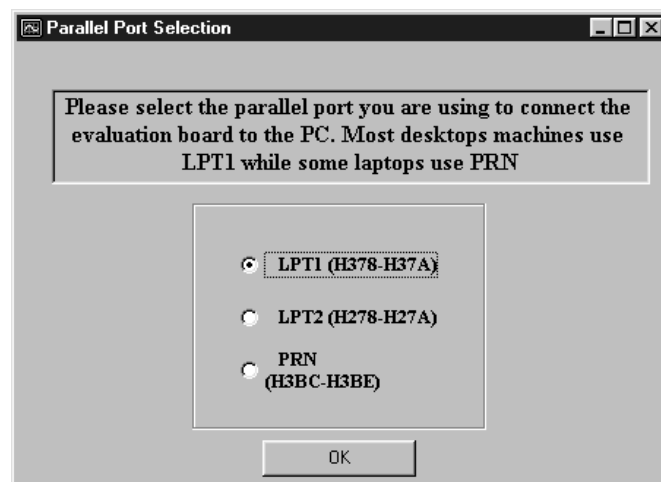 Parallel Port Selection
Please select the parallel port you are using to connect the
evaluation board to the PC. Most desktops machines use
LPT1 while some laptops use PRN
LPT1 (H378-H37A)
LPT2 (H278-H27A)
PRN
(H3BC-H3BE)
OK